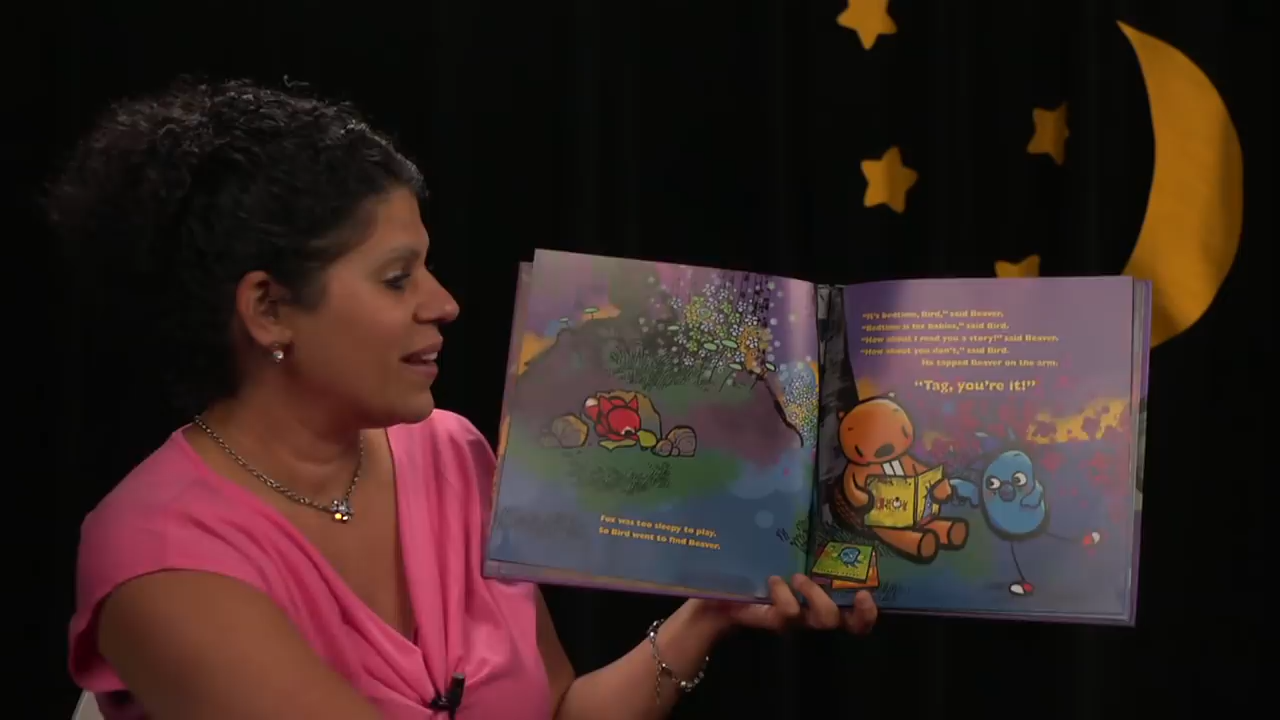 Fox was too sleepy to play.
So Bird went to find Beaver.
"It's bedtime, Bird," said Beaver.
"Bedtime is for babies," said Bird.
"How about I read you a story?" said Beaver.
"How about you don't," said Bird.
He tapped Beaver on the arm.
"Tag, you're it!"